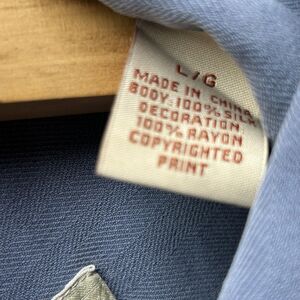 L/G
MADE IN CHINA
BODY: 100% SILK
DECORATION:
100% RAYON
COPYRIGHTED
PRINT